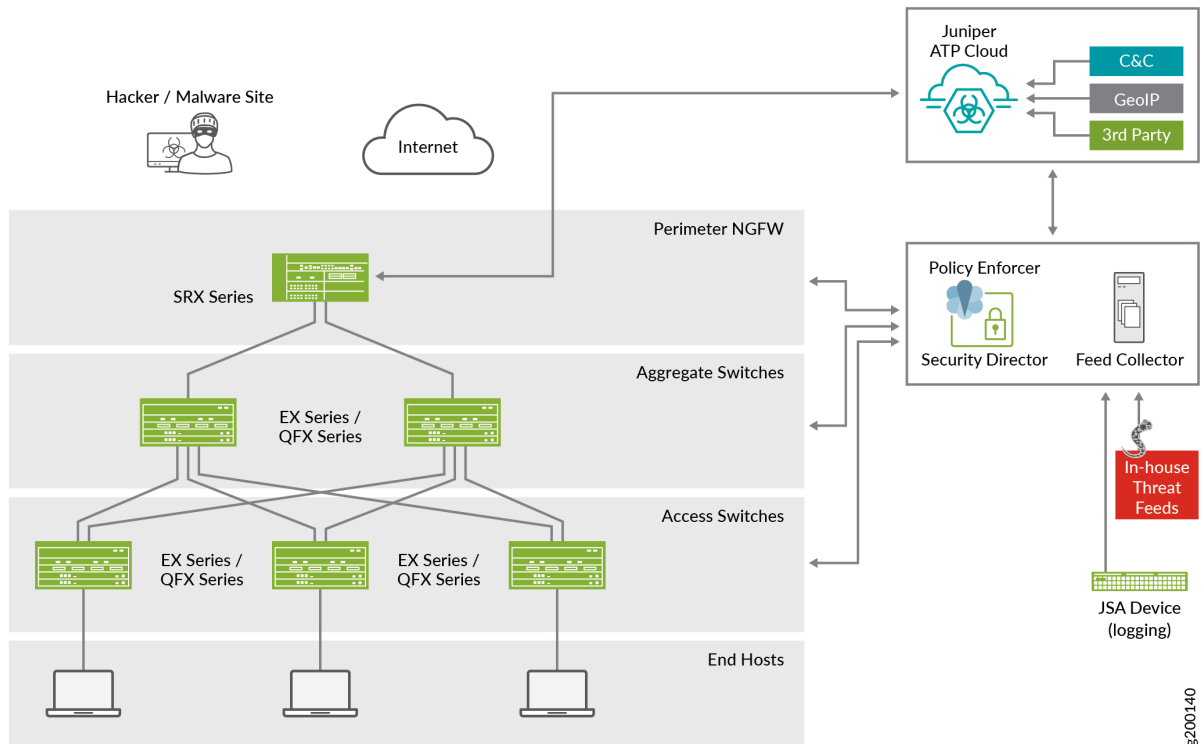 Juniper
ATP Cloud
C&C
GeoIP
3rd Party
Hacker / Malware Site
Internet
Perimeter NGFW
SRX Series
Policy Enforcer
Security Director
Feed Collector
Aggregate Switches
EX Series /
QFX Series
In-house
Threat
Feeds
Access Switches
EX Series /
QFX Series
EX Series /
QFX Series
JSA Device
(logging)
End Hosts
g200140